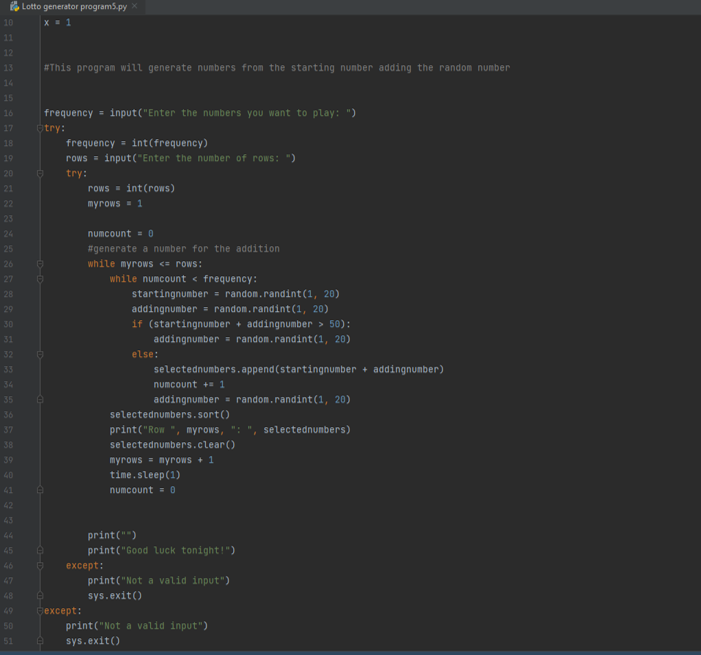 Lotto generator program5.py
10 x = 1
11
12
13 #This program will generate numbers from the starting number adding the random number
14
15
16 frequency = input("Enter the numbers you want to play: ")
17 try:
18     frequency = int(frequency)
19     rows = input("Enter the number of rows: ")
20     try:
21         rows = int(rows)
22         myrows = 1
23
24         numcount = 0
25         #generate a number for the addition
26         while myrows <= rows:
27             while numcount < frequency:
28                 startingnumber = random.randint(1, 20)
29                 addingnumber = random.randint(1, 20)
30                 if (startingnumber + addingnumber > 50):
31                     addingnumber = random.randint(1, 20)
32                 else:
33                     selectednumbers.append(startingnumber + addingnumber)
34                     numcount += 1
35                     addingnumber = random.randint(1, 20)
36             selectednumbers.sort()
37             print("Row ", myrows, ": ", selectednumbers)
38             selectednumbers.clear()
39             myrows = myrows + 1
40             time.sleep(1)
41             numcount = 0
42
43
44         print("")
45         print("Good luck tonight!")
46     except:
47         print("Not a valid input")
48         sys.exit()
49 except:
50     print("Not a valid input")
51     sys.exit()